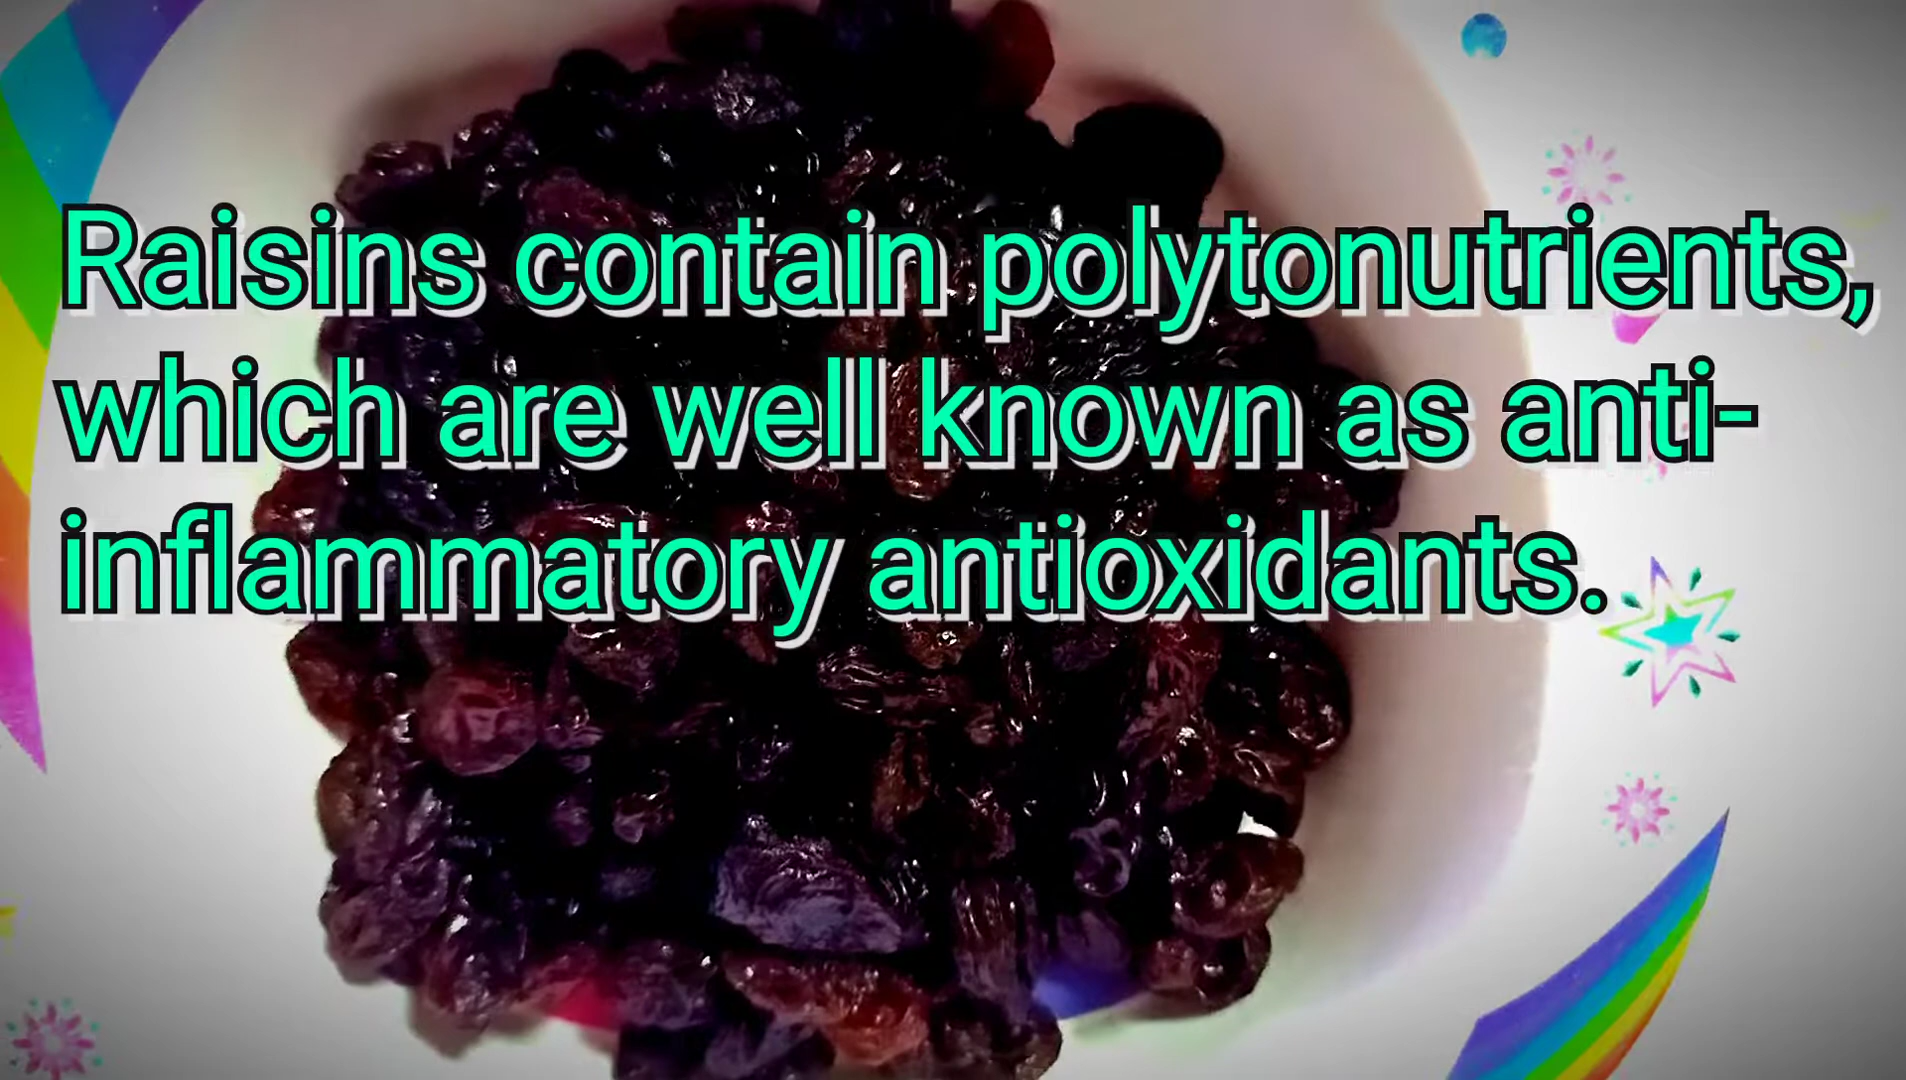 Raisins contain polytonutrients,
which are well known as anti-
inflammatory antioxidants.